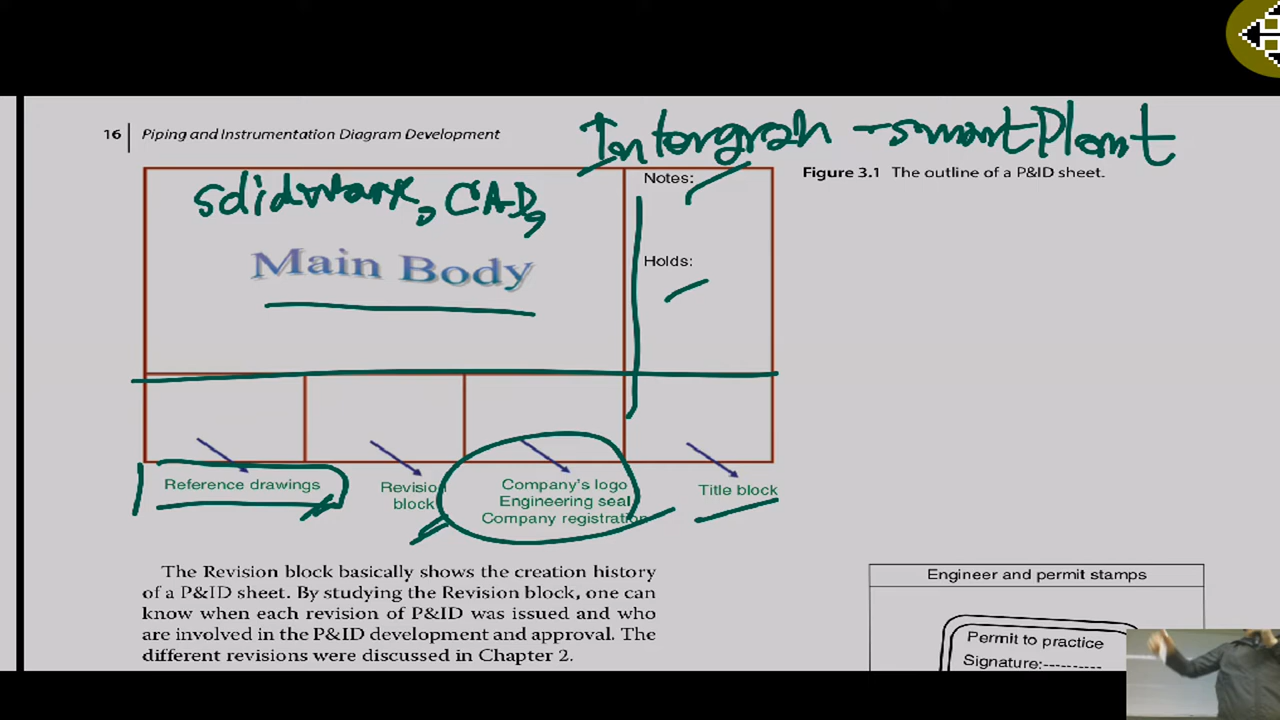 16 Piping and Instrumentation Diagram Development
Intergraph - smartPlant
Figure 3.1 The outline of a P&ID sheet.
solidwork, CAD,
Main Body
Notes:
Holds:
Reference drawings
Revision
block
Company's logo
Engineering seal
Company registration
Title block
The Revision block basically shows the creation history
of a P&ID sheet. By studying the Revision block, one can
know when each revision of P&ID was issued and who
are involved in the P&ID development and approval. The
different revisions were discussed in Chapter 2.
Engineer and permit stamps
Permit to practice
Signature:----------